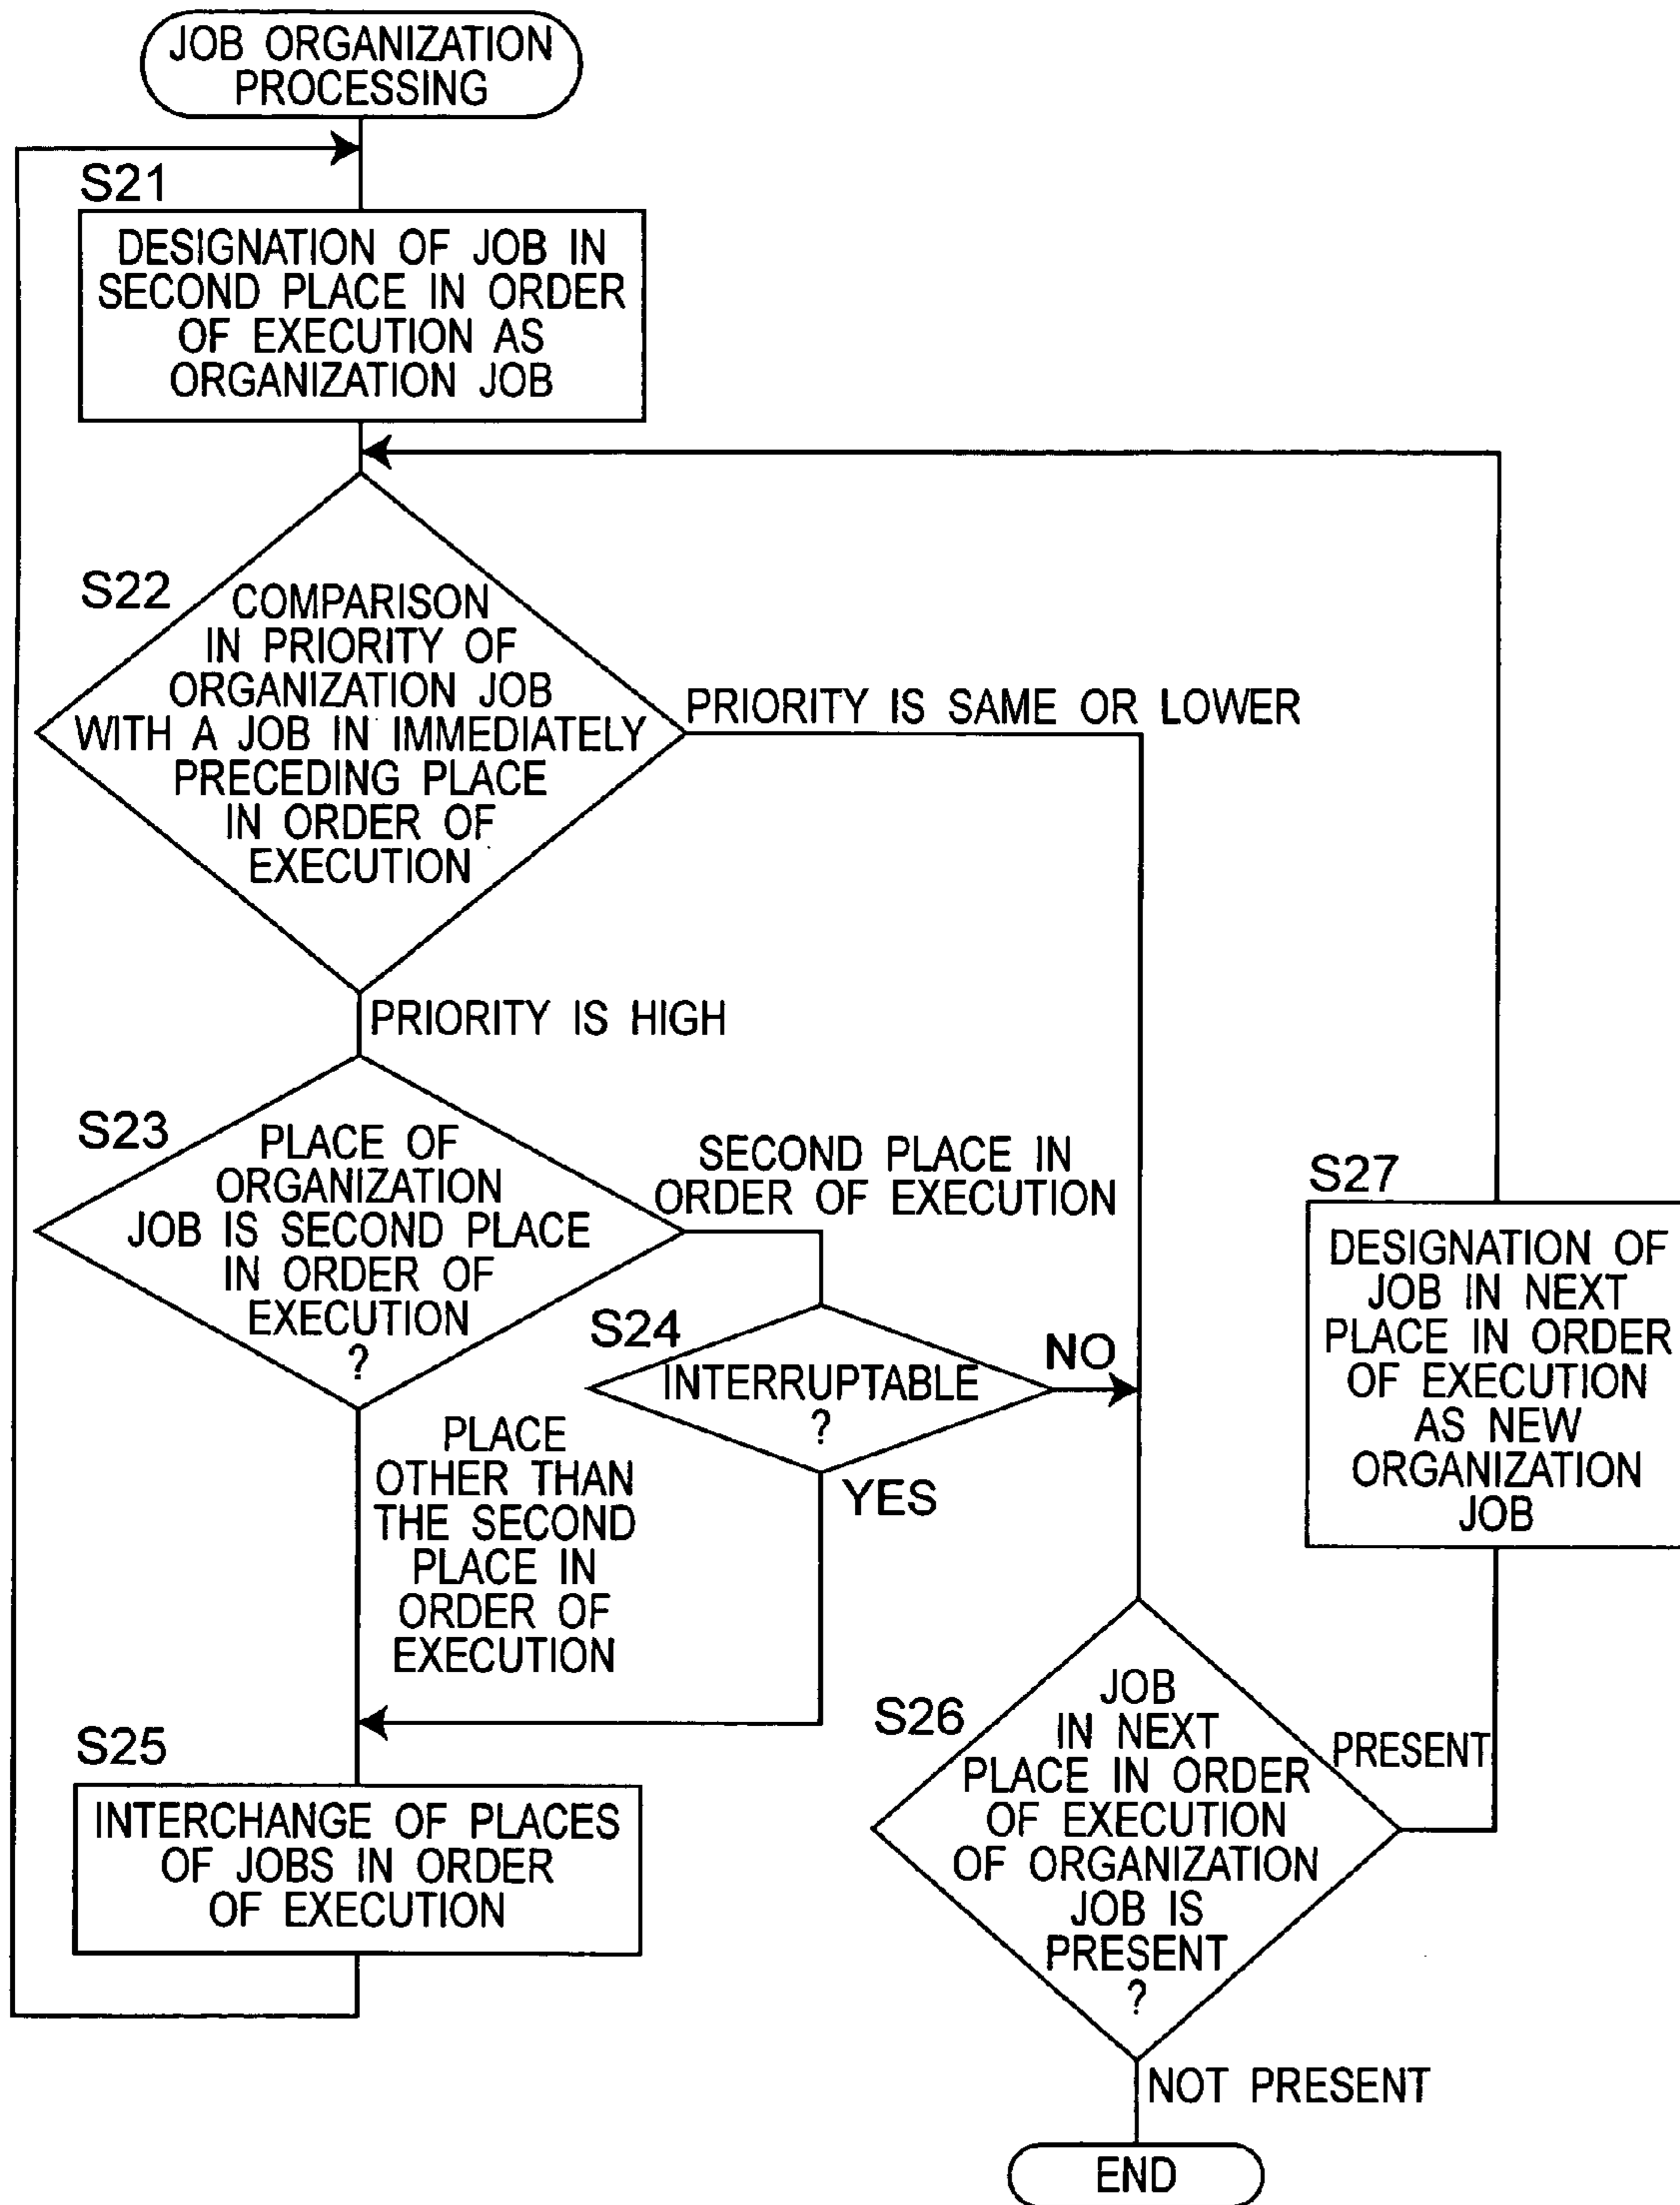 JOB ORGANIZATION
PROCESSING
S21
DESIGNATION OF JOB IN
SECOND PLACE IN ORDER
OF EXECUTION AS
ORGANIZATION JOB
S22
COMPARISON
IN PRIORITY OF
ORGANIZATION JOB
WITH A JOB IN IMMEDIATELY
PRECEDING PLACE
IN ORDER OF
EXECUTION
PRIORITY IS SAME OR LOWER
PRIORITY IS HIGH
S23
PLACE OF
ORGANIZATION
JOB IS SECOND PLACE
IN ORDER OF
EXECUTION
?
SECOND PLACE IN
ORDER OF EXECUTION
S24
INTERRUPTABLE
?
NO
YES
PLACE
OTHER THAN
THE SECOND
PLACE IN
ORDER OF
EXECUTION
S25
INTERCHANGE OF PLACES
OF JOBS IN ORDER
OF EXECUTION
S26
JOB
IN NEXT
PLACE IN ORDER
OF EXECUTION
OF ORGANIZATION
JOB IS
PRESENT
?
PRESENT
S27
DESIGNATION OF
JOB IN NEXT
PLACE IN ORDER
OF EXECUTION
AS NEW
ORGANIZATION
JOB
NOT PRESENT
END